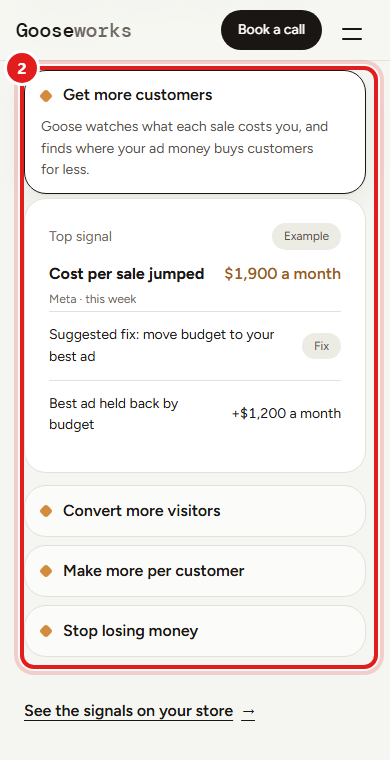 Gooseworks
Book a call
2
Get more customers
Goose watches what each sale costs you, and
finds where your ad money buys customers
for less.
Top signal
Example
Cost per sale jumped
$1,900 a month
Meta · this week
Suggested fix: move budget to your
best ad
Fix
Best ad held back by
budget
+$1,200 a month
Convert more visitors
Make more per customer
Stop losing money
See the signals on your store →